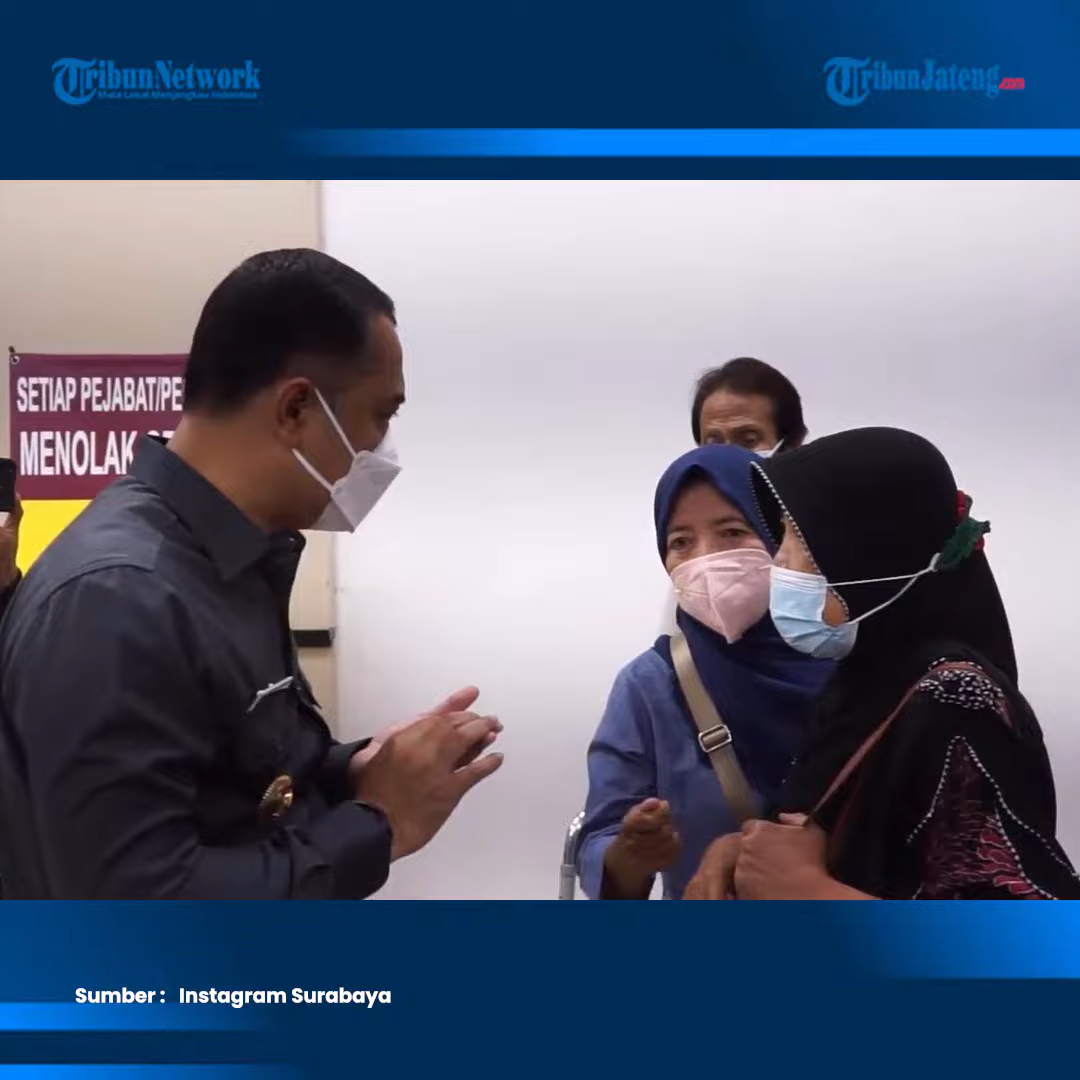 TribunNetwork
TribunJateng.com
SETIAP PEJABAT/PE
MENOLAK
Sumber : Instagram Surabaya